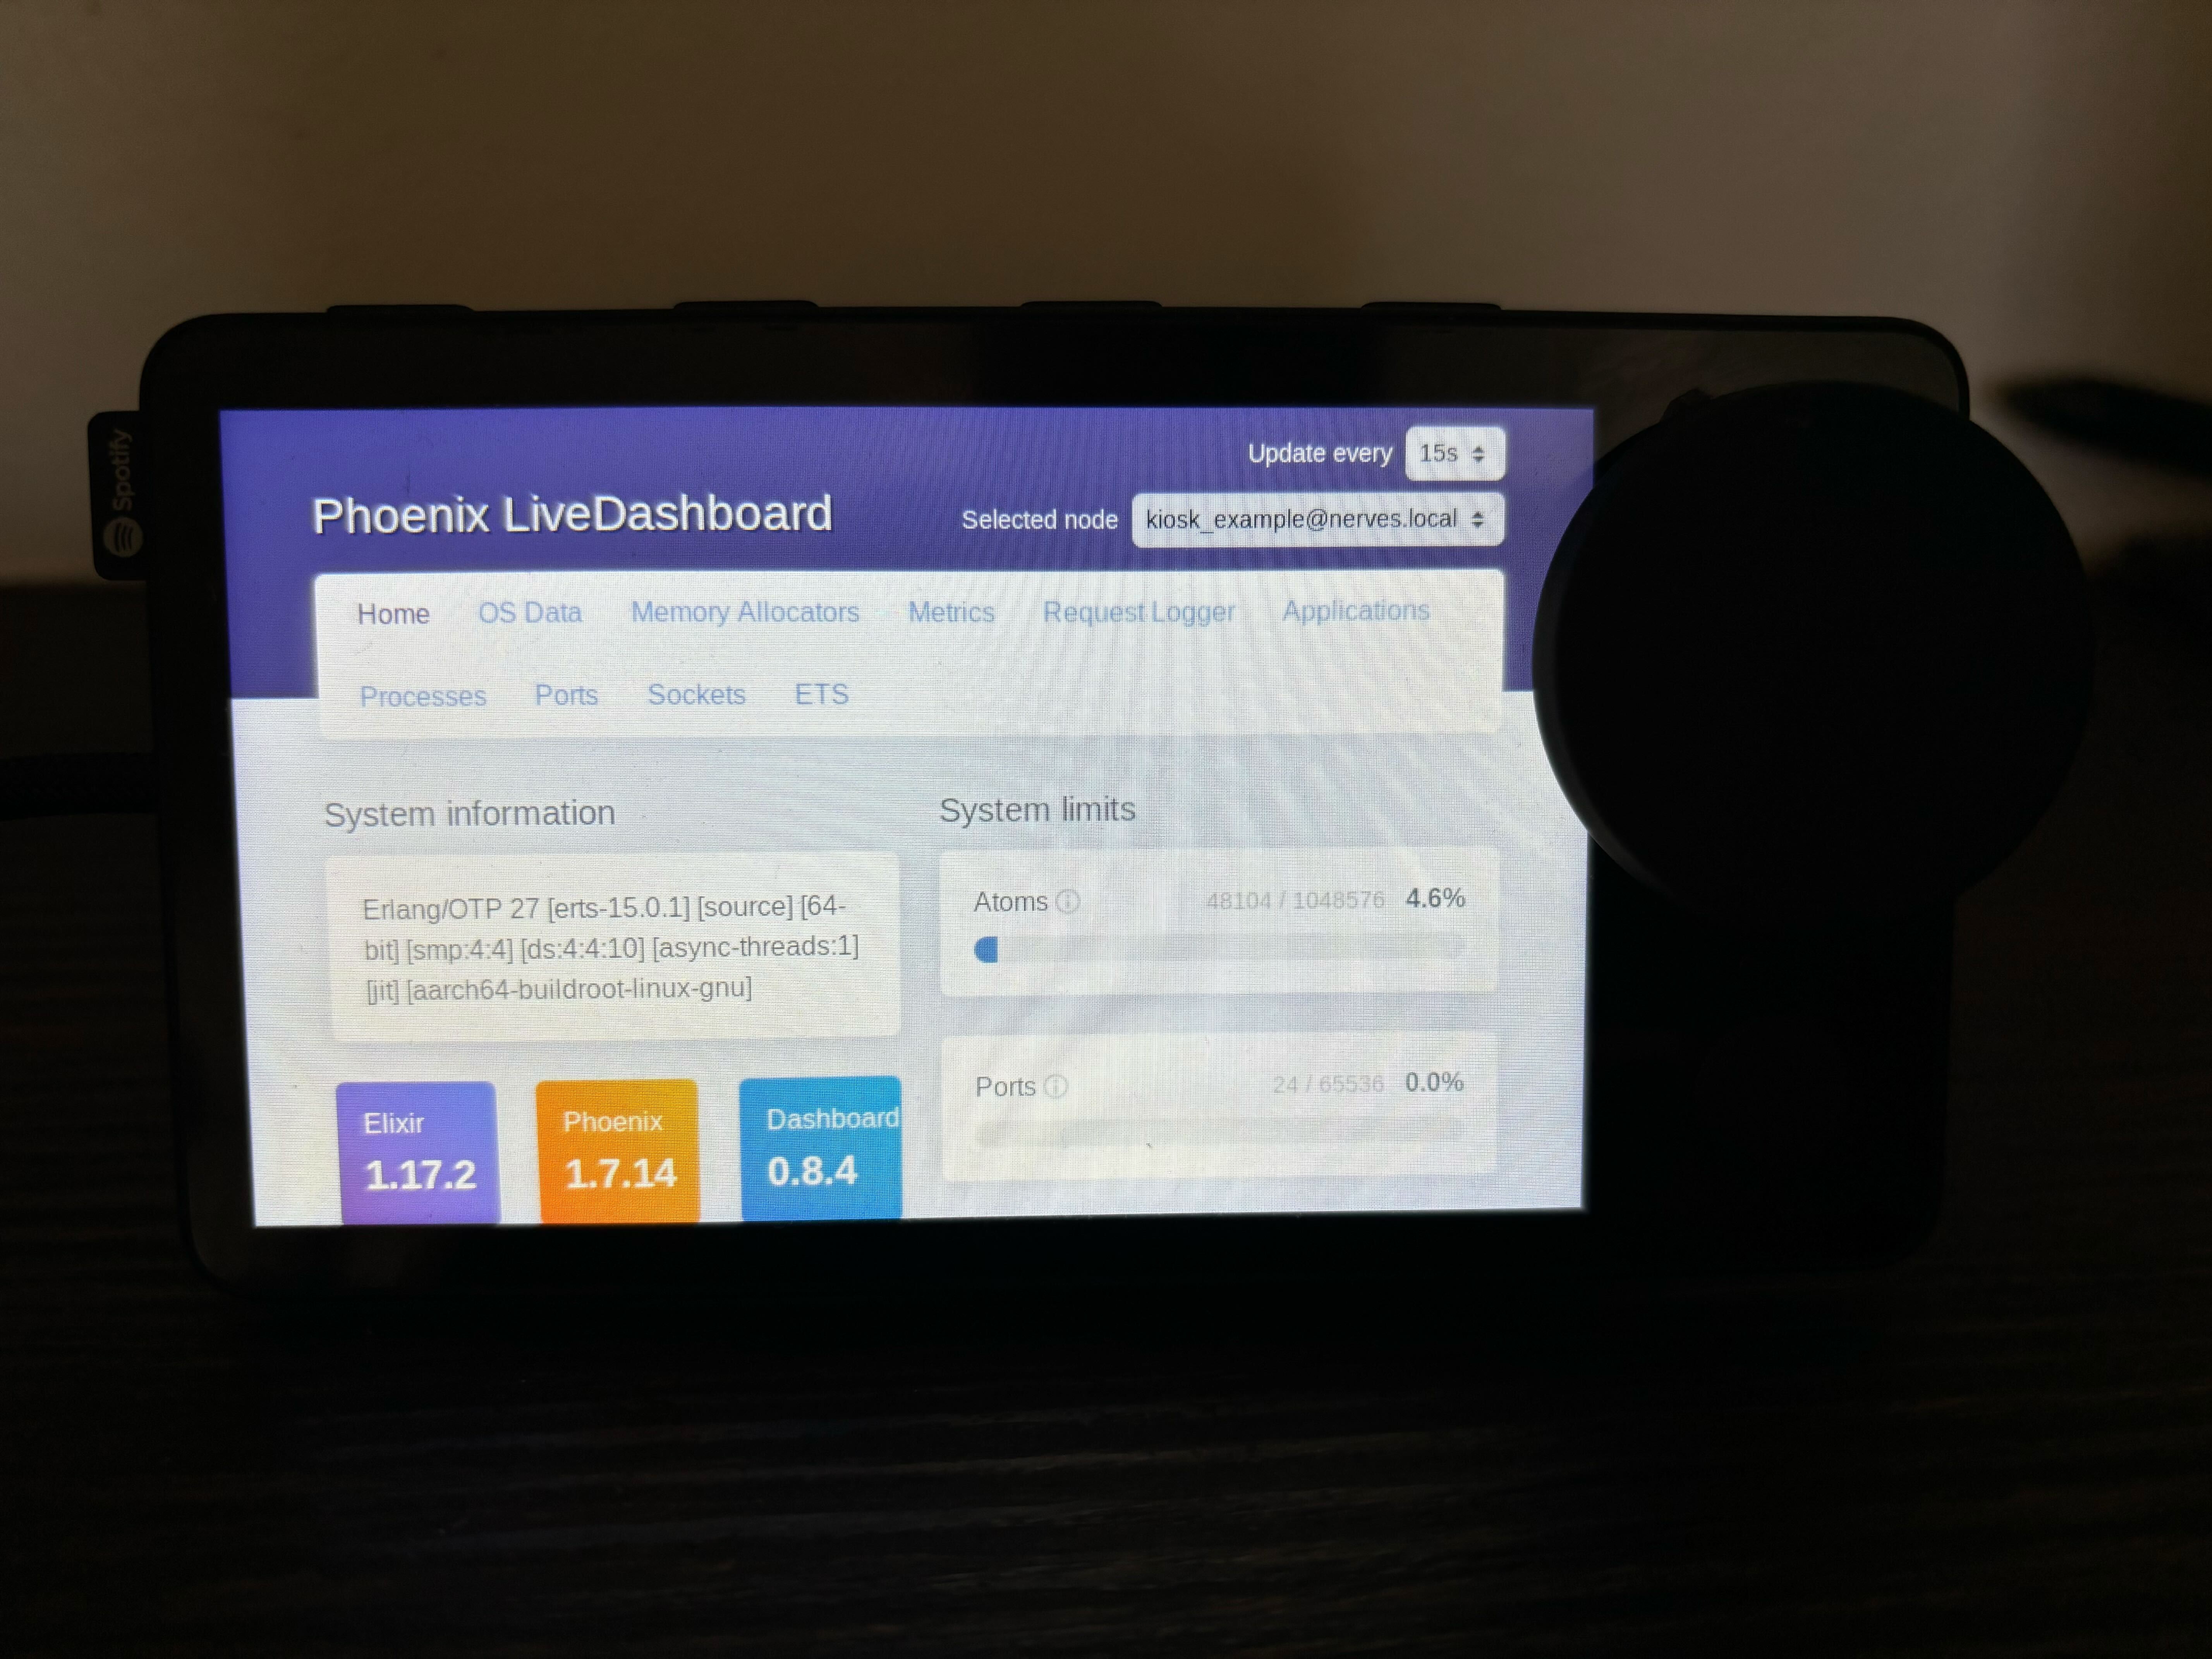 Spotify
Update every 15s
Phoenix LiveDashboard
Selected node kiosk_example@nerves.local
Home OS Data Memory Allocators Metrics Request Logger Applications
Processes Ports Sockets ETS
System information
Erlang/OTP 27 [erts-15.0.1] [source] [64-
bit] [smp:4:4] [ds:4:4:10] [async-threads:1]
[jit] [aarch64-buildroot-linux-gnu]
Elixir
1.17.2
Phoenix
1.7.14
Dashboard
0.8.4
System limits
Atoms 48104 / 1048576 4.6%
Ports 24 / 65536 0.0%